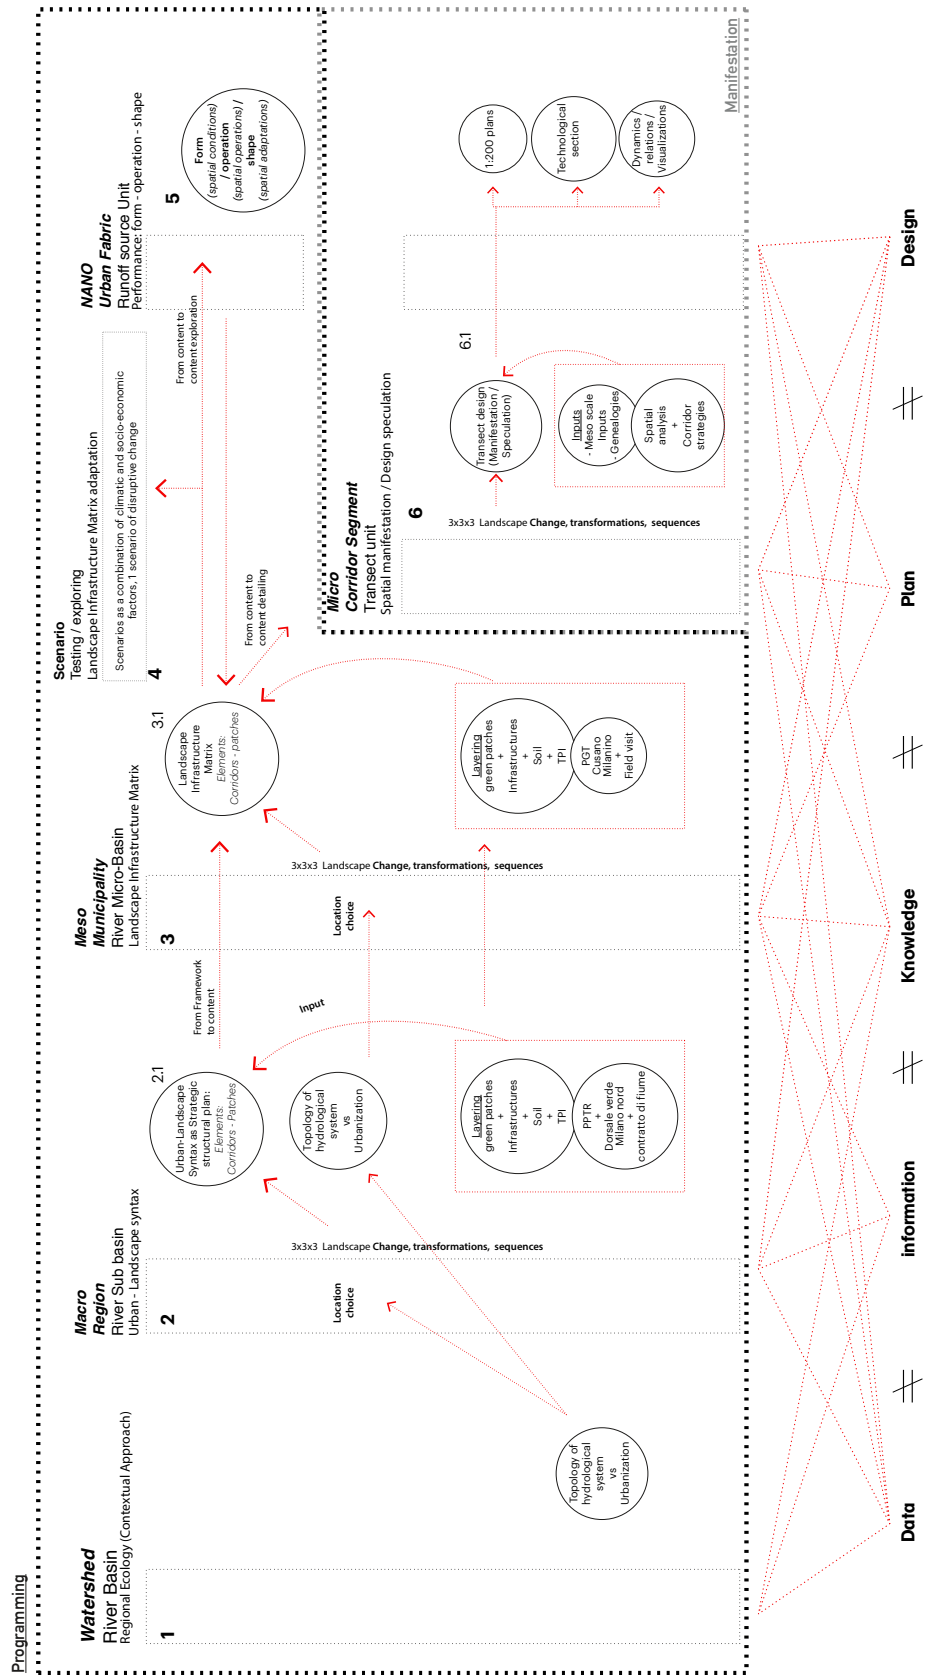 Programming
Watershed
River Basin
Regional Ecology (Contextual Approach)
1
Topology of
hydrological
system
vs
Urbanization
Macro
Region
River Sub basin
Urban - Landscape syntax
2
Location
choice
3x3x3 Landscape Change, transformations, sequences
2.1
Urban-Landscape
Syntax as Strategic
structural plan:
Elements:
Corridors - Patches
Topology of
hydrological
system
vs
Urbanization
Layering
green patches
+
Infrastructures
+
Soil
+
TPI
PPTR
+
Dorsale verde
Milano nord
+
contratto di fiume
Input
From Framework
to content
Meso
Municipality
River Micro-Basin
Landscape Infrastructure Matrix
3
Location
choice
3x3x3 Landscape Change, transformations, sequences
3.1
Landscape
Infrastructure
Matrix
Elements:
Corridors - patches
Layering
green patches
+
Infrastructures
+
Soil
+
TPI
PGT
Cusano
Milanino
+
Field visit
Scenario
Testing / exploring
Landscape Infrastructure Matrix adaptation
Scenarios as a combination of climatic and socio-economic
factors, 1 scenario of disruptive change
4
From content to
content detailing
From content to
content exploration
NANO
Urban Fabric
Runoff source Unit
Performance: form - operation - shape
5
Form
(spatial conditions)
/ operation
(spatial operations) /
shape
(spatial adaptations)
Micro
Corridor Segment
Transect unit
Spatial manifestation / Design speculation
6
3x3x3 Landscape Change, transformations, sequences
Transect design
(Manifestation /
Speculation)
Inputs
- Meso scale
Inputs
- Genealogies
Spatial
analysis
+
Corridor
strategies
6.1
1:200 plans
Technological
section
Dynamics /
relations /
Visualizations
Manifestation
Data
information
Knowledge
Plan
Design